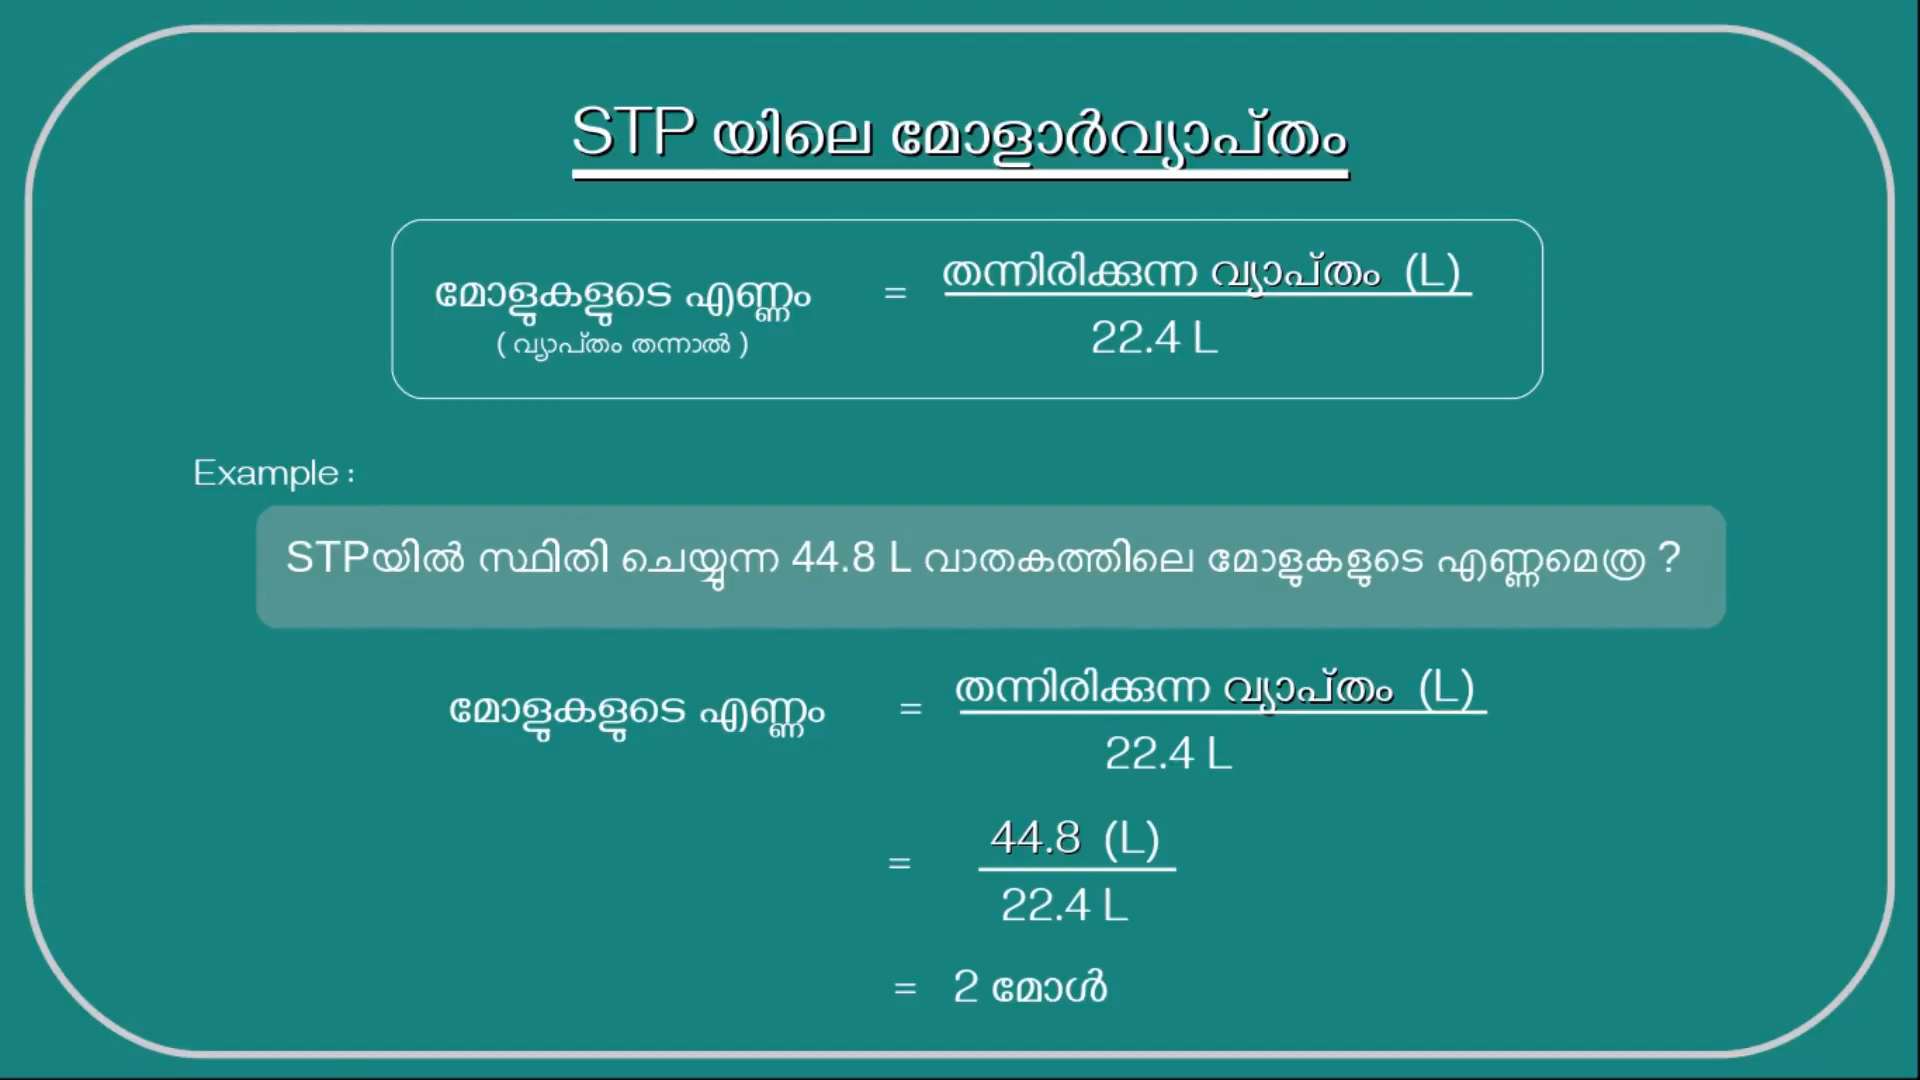 STP യിലെ മോളാർവ്യാപ്തം
മോളുകളുടെ എണ്ണം = തന്നിരിക്കുന്ന വ്യാപ്തം (L)
( വ്യാപ്തം തന്നാൽ ) 22.4 L
Example :
STPയിൽ സ്ഥിതി ചെയ്യുന്ന 44.8 L വാതകത്തിലെ മോളുകളുടെ എണ്ണമെത്ര ?
മോളുകളുടെ എണ്ണം = തന്നിരിക്കുന്ന വ്യാപ്തം (L)
22.4 L
= 44.8 (L)
22.4 L
= 2 മോൾ